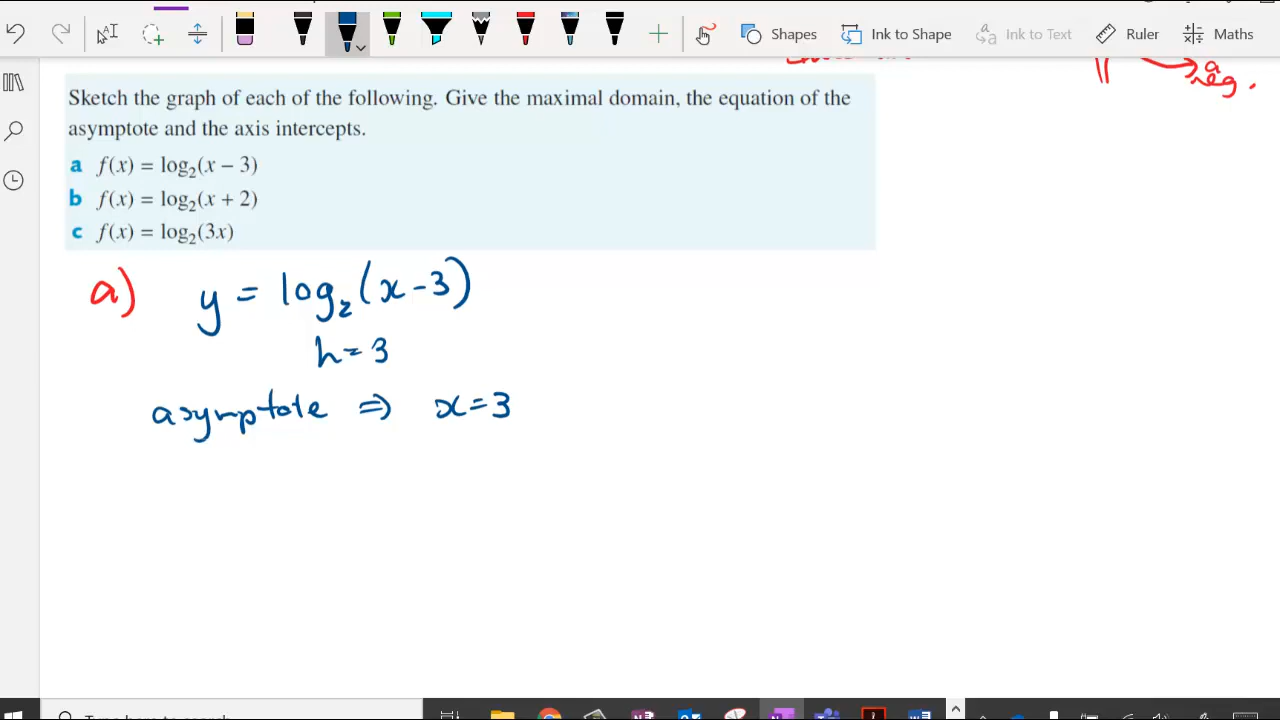 Shapes Ink to Shape Ink to Text Ruler Maths
a
neg.
Sketch the graph of each of the following. Give the maximal domain, the equation of the
asymptote and the axis intercepts.
a f(x) = log₂(x − 3)
b f(x) = log₂(x + 2)
c f(x) = log₂(3x)
a) y = log₂(x-3)
h=3
asymptote ⇒ x=3